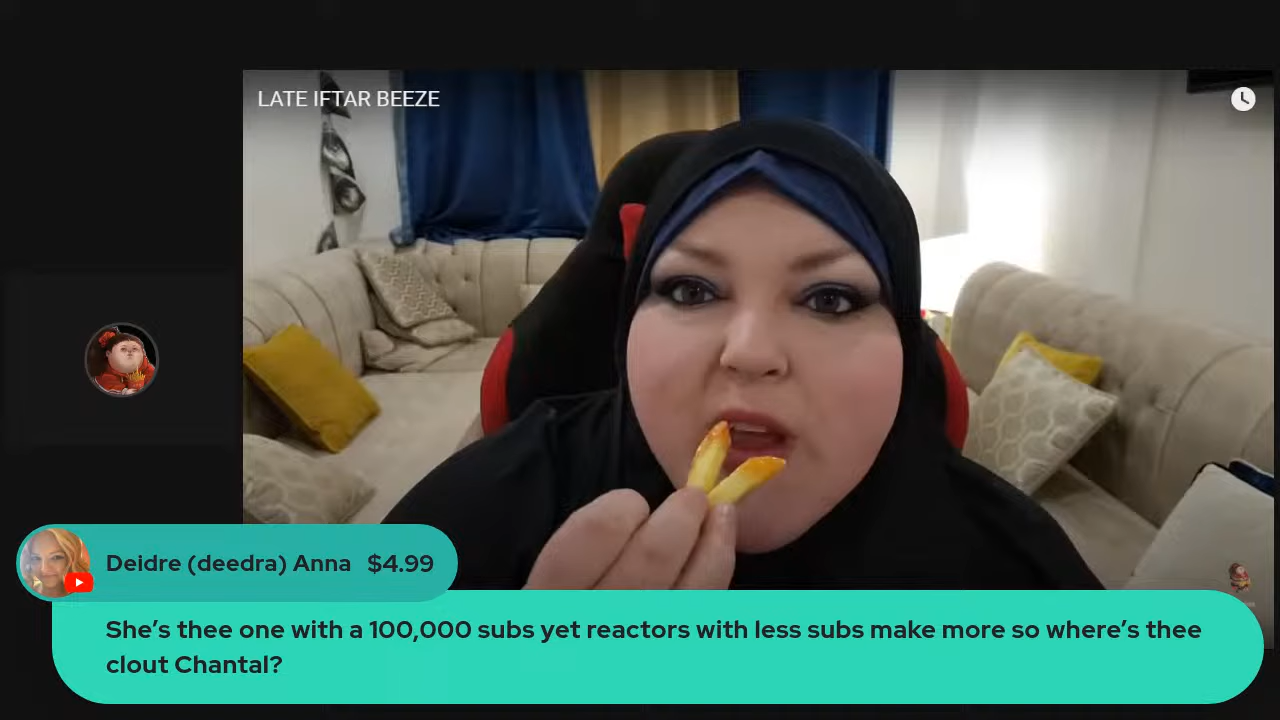 LATE IFTAR BEEZE
Deidre (deedra) Anna $4.99
She's thee one with a 100,000 subs yet reactors with less subs make more so where's thee
clout Chantal?